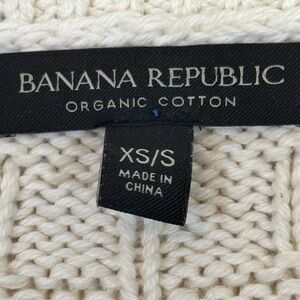 BANANA REPUBLIC
ORGANIC COTTON
XS/S
MADE IN
CHINA